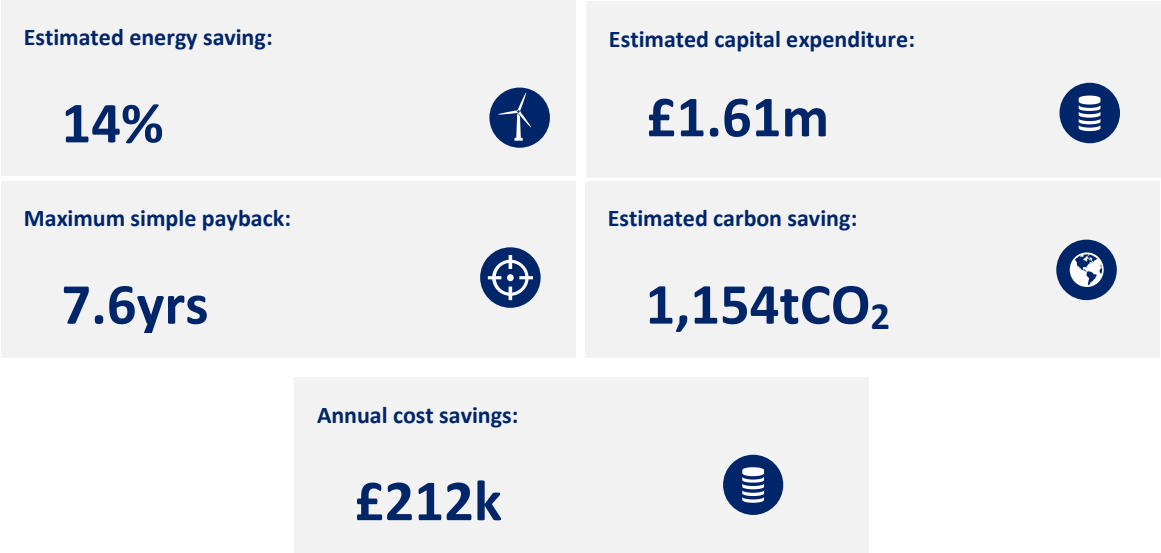 Estimated energy saving:
14%
Estimated capital expenditure:
£1.61m
Maximum simple payback:
7.6yrs
Estimated carbon saving:
1,154tCO₂
Annual cost savings:
£212k